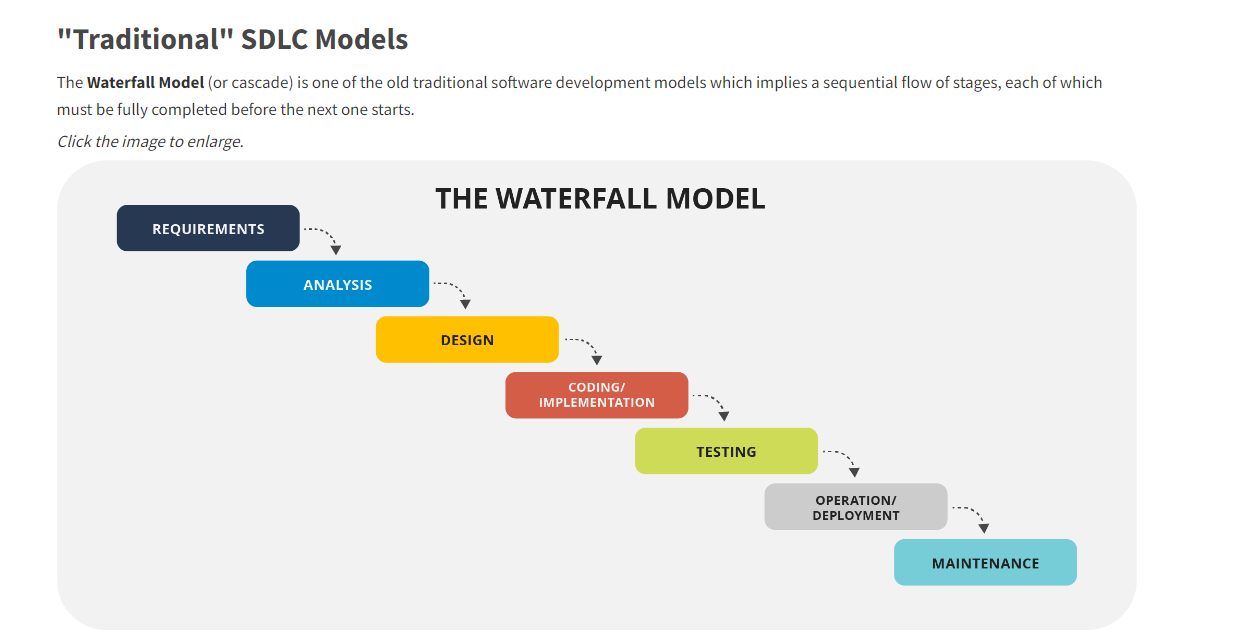 "Traditional" SDLC Models
The Waterfall Model (or cascade) is one of the old traditional software development models which implies a sequential flow of stages, each of which
must be fully completed before the next one starts.
Click the image to enlarge.
THE WATERFALL MODEL
REQUIREMENTS
ANALYSIS
DESIGN
CODING/
IMPLEMENTATION
TESTING
OPERATION/
DEPLOYMENT
MAINTENANCE